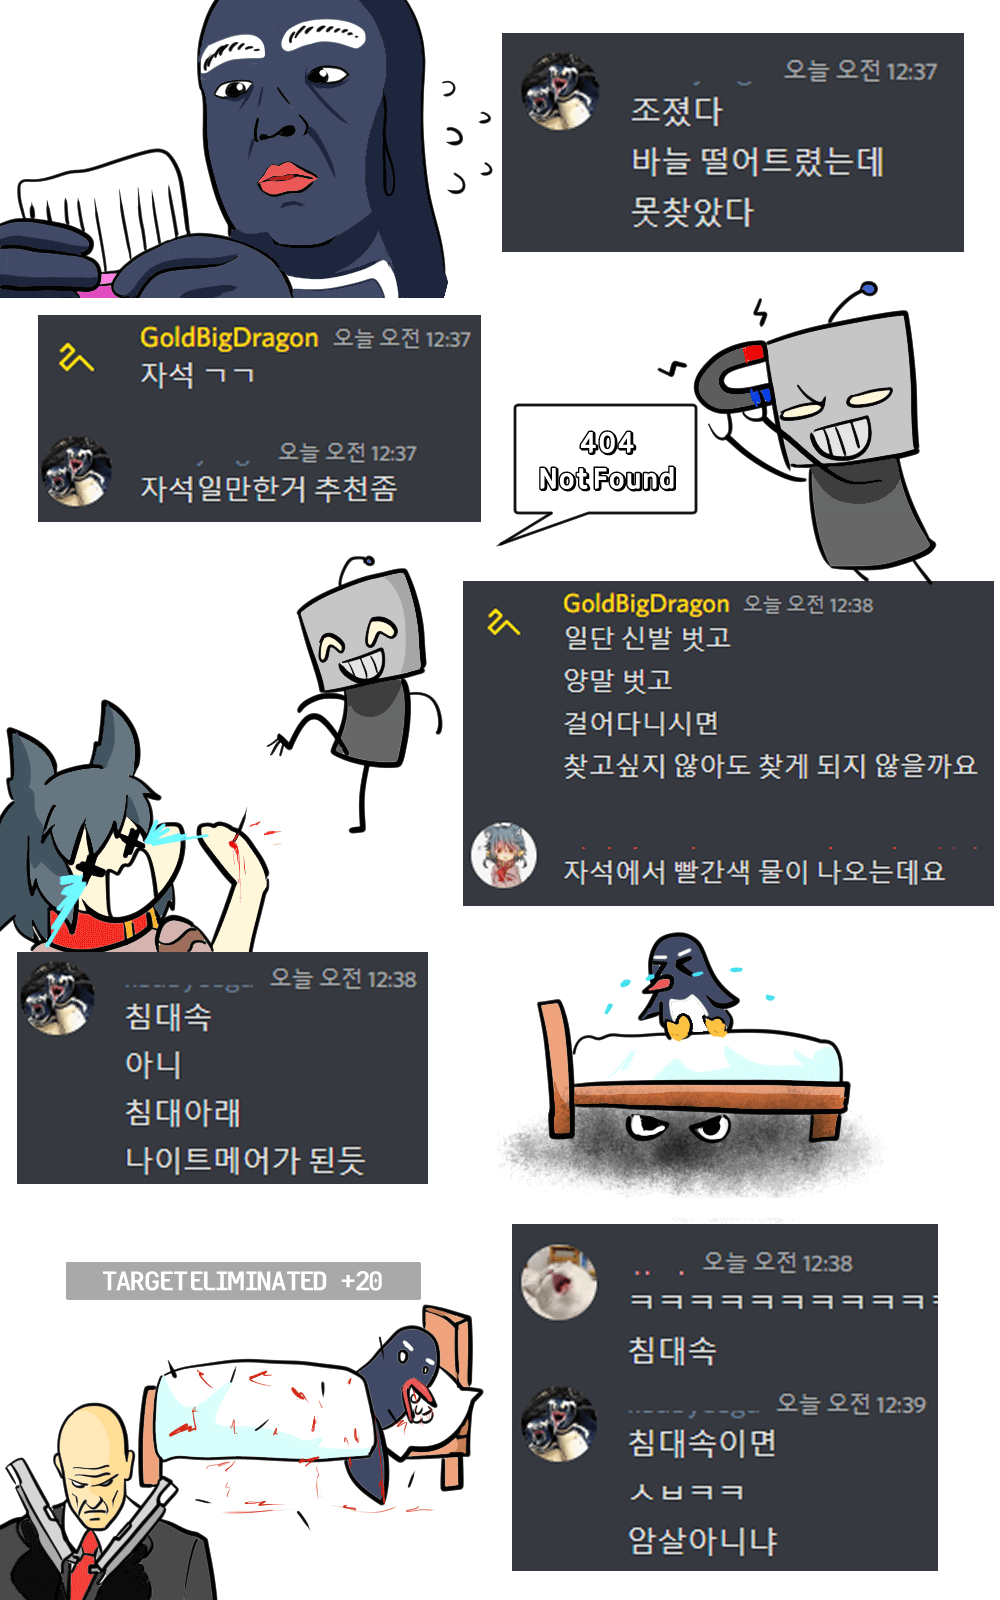 오늘 오전 12:37
조졌다
바늘 떨어트렸는데
못찾았다
GoldBigDragon 오늘 오전 12:37
자석 ㄱㄱ
오늘 오전 12:37
자석일만한거 추천좀
404
Not Found
GoldBigDragon 오늘 오전 12:38
일단 신발 벗고
양말 벗고
걸어다니시면
찾고싶지 않아도 찾게 되지 않을까요
자석에서 빨간색 물이 나오는데요
오늘 오전 12:38
침대속
아니
침대아래
나이트메어가 된듯
TARGET ELIMINATED +20
오늘 오전 12:38
ㅋㅋㅋㅋㅋㅋㅋㅋㅋㅋㅋ
침대속
오늘 오전 12:39
침대속이면
ㅅㅂㅋㅋ
암살아니냐